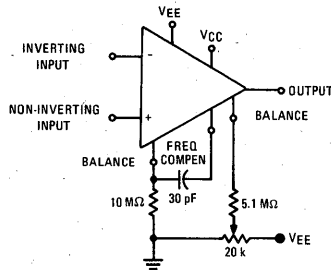 VEE
VCC
INVERTING
INPUT
OUTPUT
NON-INVERTING
INPUT
BALANCE
FREQ
COMPEN
BALANCE
30 pF
10 MΩ
5.1 MΩ
VEE
20 k